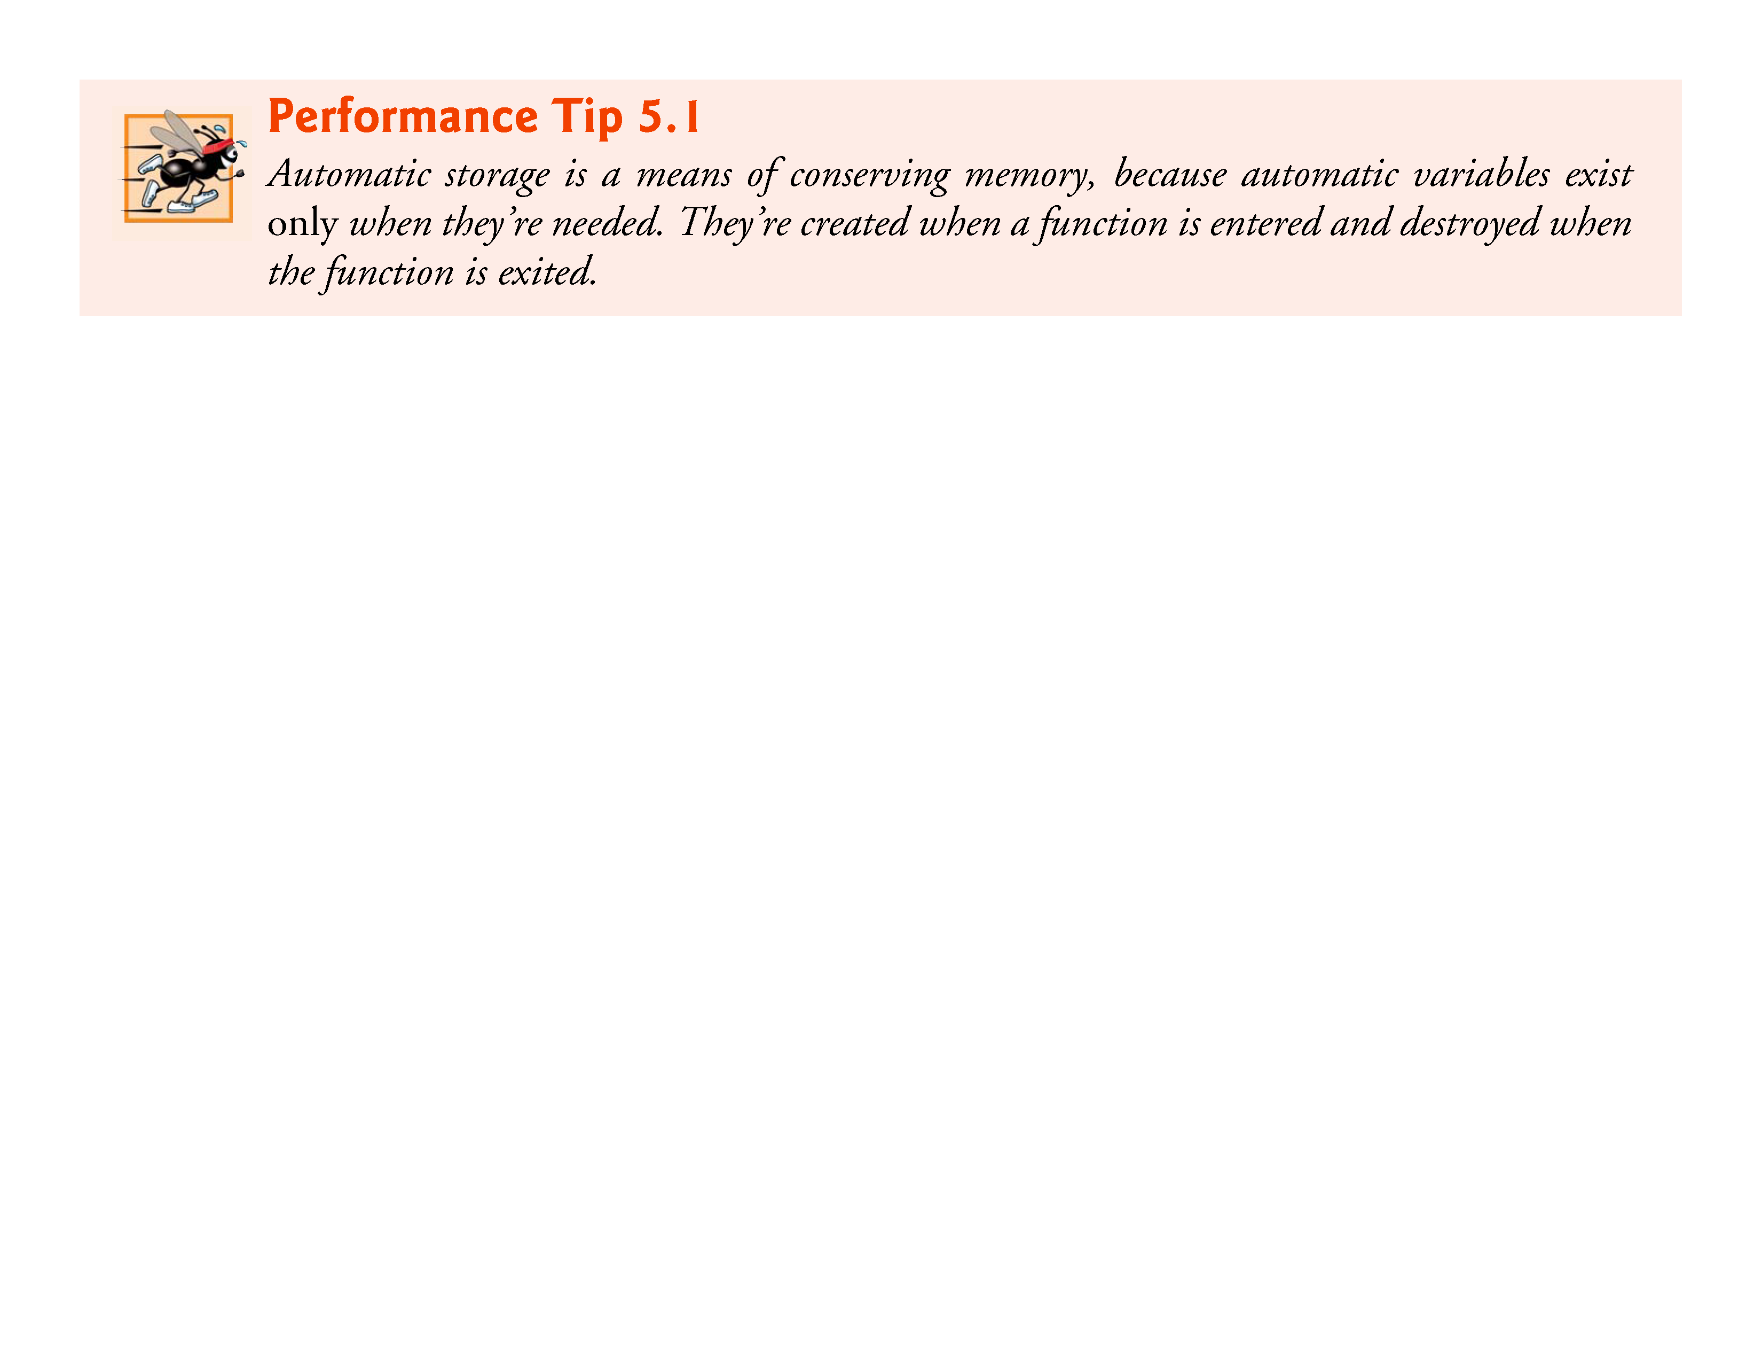 Performance Tip 5.1
Automatic storage is a means of conserving memory, because automatic variables exist
only when they’re needed. They’re created when a function is entered and destroyed when
the function is exited.